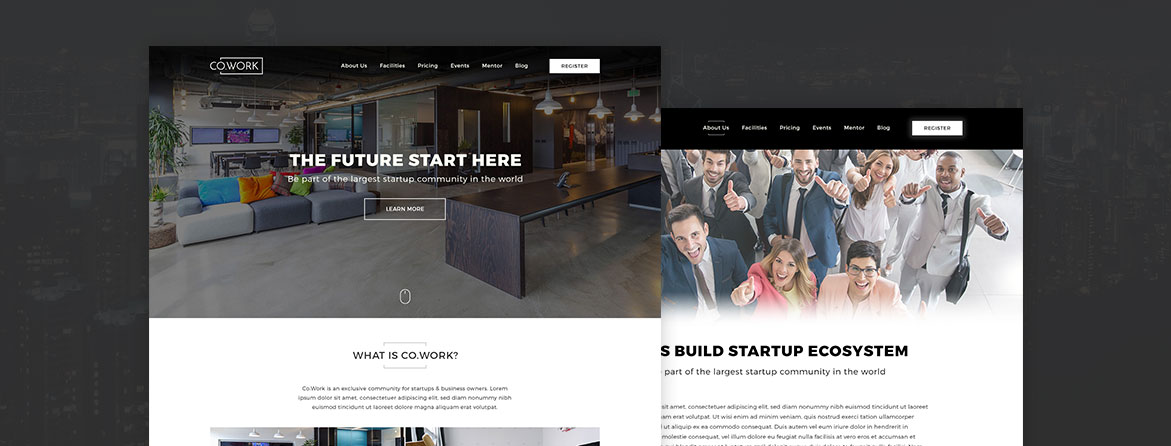 CO.WORK
About Us Facilities Pricing Events Mentor Blog REGISTER
THE FUTURE START HERE
Be part of the largest startup community in the world
LEARN MORE
WHAT IS CO.WORK?
Co.Work is an exclusive community for startups & business owners. Lorem
ipsum dolor sit amet, consectetuer adipiscing elit, sed diam nonummy nibh
euismod tincidunt ut laoreet dolore magna aliquam erat volutpat.
About Us Facilities Pricing Events Mentor Blog REGISTER
S BUILD STARTUP ECOSYSTEM
part of the largest startup community in the world
sit amet, consectetuer adipiscing elit, sed diam nonummy nibh euismod tincidunt ut laoreet
am erat volutpat. Ut wisi enim ad minim veniam, quis nostrud exerci tation ullamcorper
ut aliquip ex ea commodo consequat. Duis autem vel eum iriure dolor in hendrerit in
molestie consequat, vel illum dolore eu feugiat nulla facilisis at vero eros et accumsan et